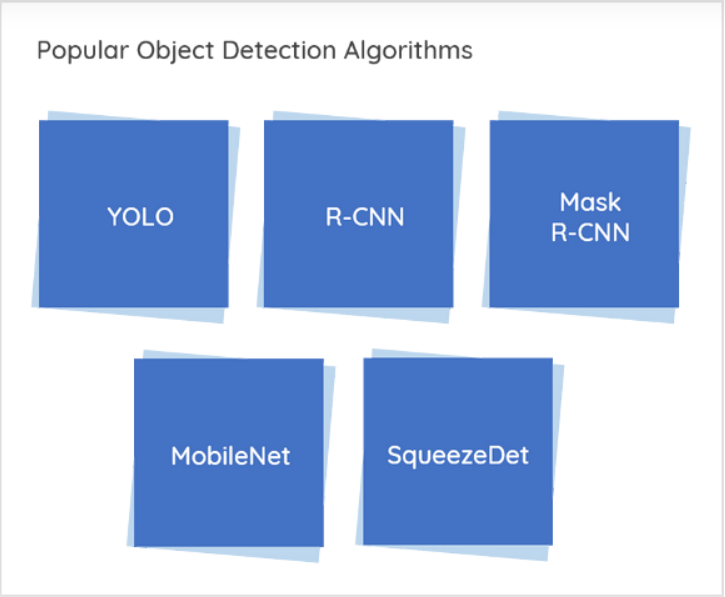 Popular Object Detection Algorithms
YOLO
R-CNN
Mask
R-CNN
MobileNet
SqueezeDet